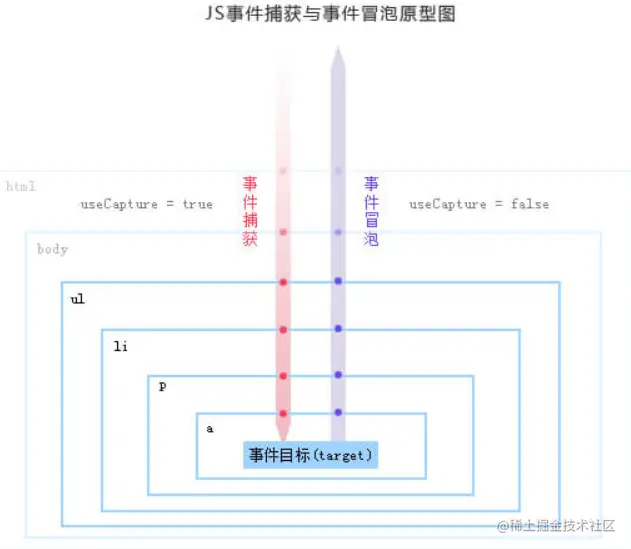 JS事件捕获与事件冒泡原型图
html
useCapture = true
事件捕获
事件冒泡
useCapture = false
body
ul
li
p
a
事件目标(target)
@稀土掘金技术社区